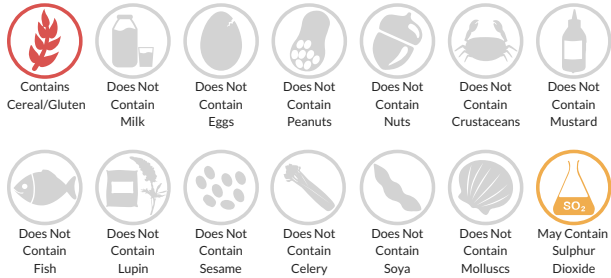 Contains
Cereal/Gluten
Does Not
Contain
Milk
Does Not
Contain
Eggs
Does Not
Contain
Peanuts
Does Not
Contain
Nuts
Does Not
Contain
Crustaceans
Does Not
Contain
Mustard
Does Not
Contain
Fish
Does Not
Contain
Lupin
Does Not
Contain
Sesame
Does Not
Contain
Celery
Does Not
Contain
Soya
Does Not
Contain
Molluscs
SO₂
May Contain
Sulphur
Dioxide